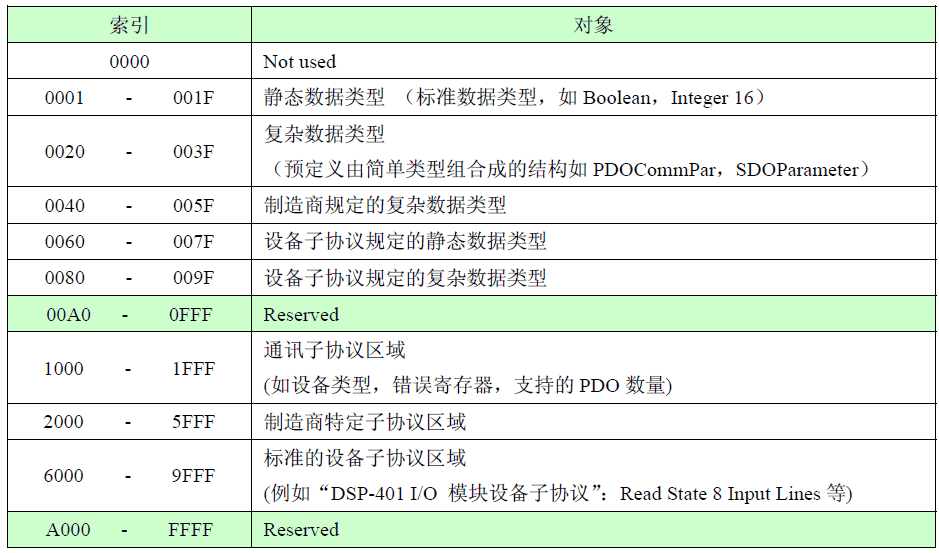 索引 对象
0000 Not used
0001 - 001F 静态数据类型 （标准数据类型，如 Boolean，Integer 16）
0020 - 003F 复杂数据类型
（预定义由简单类型组合成的结构如 PDOCommPar，SDOParameter）
0040 - 005F 制造商规定的复杂数据类型
0060 - 007F 设备子协议规定的静态数据类型
0080 - 009F 设备子协议规定的复杂数据类型
00A0 - 0FFF Reserved
1000 - 1FFF 通讯子协议区域
(如设备类型，错误寄存器，支持的 PDO 数量)
2000 - 5FFF 制造商特定子协议区域
6000 - 9FFF 标准的设备子协议区域
(例如“DSP-401 I/O 模块设备子协议”：Read State 8 Input Lines 等)
A000 - FFFF Reserved